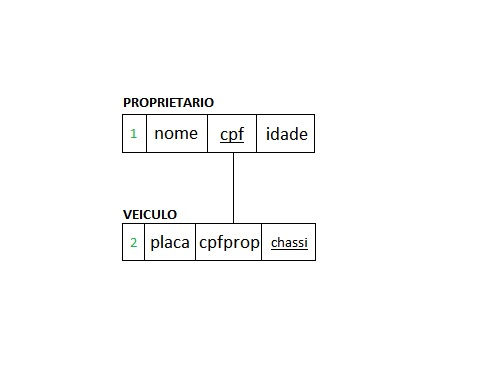 PROPRIETARIO
1 nome cpf idade
VEICULO
2 placa cpfprop chassi